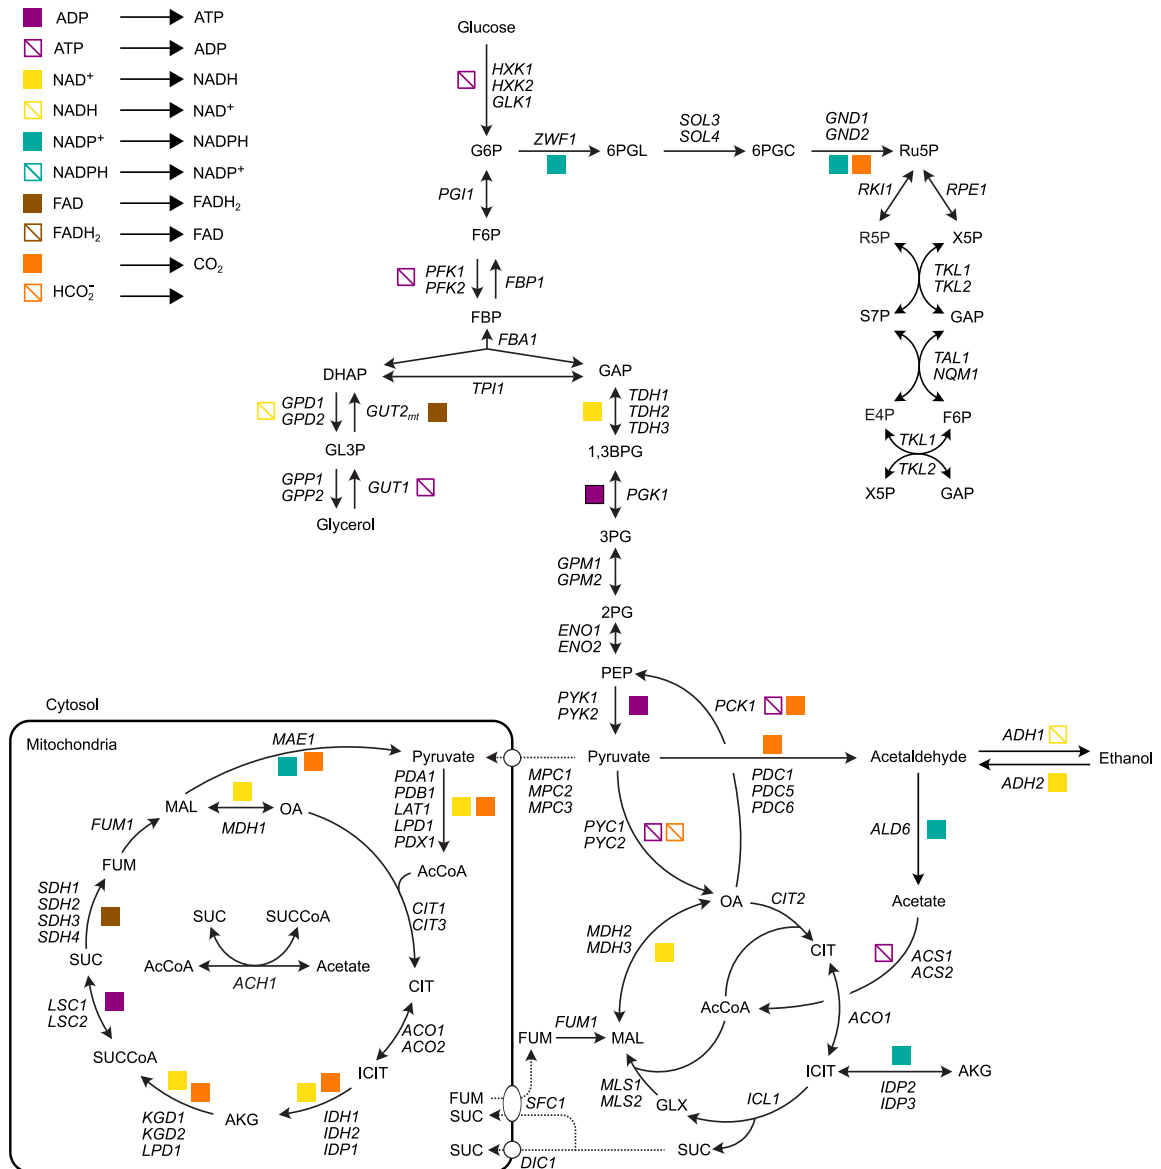 ADP ATP
ATP ADP
NAD+ NADH
NADH NAD+
NADP+ NADPH
NADPH NADP+
FAD FADH2
FADH2 FAD
CO2
HCO2-
Glucose
HXK1
HXK2
GLK1
G6P
ZWF1
6PGL
SOL3
SOL4
6PGC
GND1
GND2
Ru5P
RKI1
RPE1
R5P
X5P
TKL1
TKL2
S7P
GAP
TAL1
NQM1
E4P
F6P
TKL1
TKL2
X5P
GAP
PGI1
F6P
PFK1
PFK2
FBP1
FBP
FBA1
DHAP
TPI1
GAP
GPD1
GPD2
GUT2mt
GL3P
GPP1
GPP2
GUT1
Glycerol
TDH1
TDH2
TDH3
1,3BPG
PGK1
3PG
GPM1
GPM2
2PG
ENO1
ENO2
PEP
PYK1
PYK2
PCK1
Pyruvate
PDC1
PDC5
PDC6
Acetaldehyde
ADH1
ADH2
Ethanol
ALD6
Acetate
ACS1
ACS2
MPC1
MPC2
MPC3
PYC1
PYC2
OA
CIT2
CIT
MDH2
MDH3
AcCoA
ACO1
FUM
FUM1
MAL
ICIT
IDP2
IDP3
AKG
MLS1
MLS2
GLX
ICL1
SUC
SFC1
DIC1
Cytosol
Mitochondria
MAE1
Pyruvate
PDA1
PDB1
LAT1
LPD1
PDX1
AcCoA
MAL
MDH1
OA
FUM1
FUM
SDH1
SDH2
SDH3
SDH4
SUC
CIT1
CIT3
SUC
SUCCoA
AcCoA
ACH1
Acetate
CIT
LSC1
LSC2
ACO1
ACO2
SUCCoA
ICIT
KGD1
KGD2
LPD1
AKG
IDH1
IDH2
IDP1
FUM
SUC
SUC